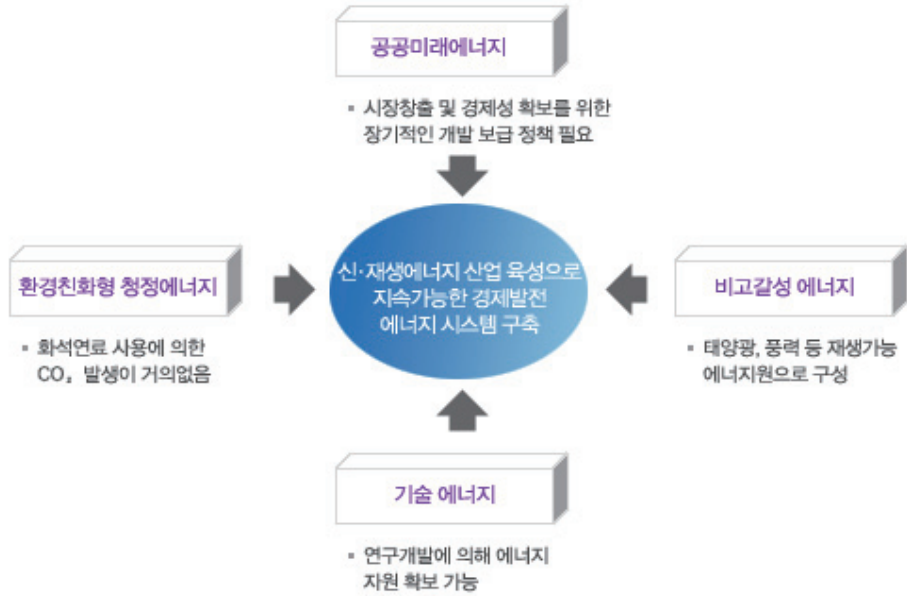 공공미래에너지
▪ 시장창출 및 경제성 확보를 위한
장기적인 개발 보급 정책 필요
환경친화형 청정에너지
▪ 화석연료 사용에 의한
CO₂ 발생이 거의없음
신·재생에너지 산업 육성으로
지속가능한 경제발전
에너지 시스템 구축
비고갈성 에너지
▪ 태양광, 풍력 등 재생가능
에너지원으로 구성
기술 에너지
▪ 연구개발에 의해 에너지
자원 확보 가능